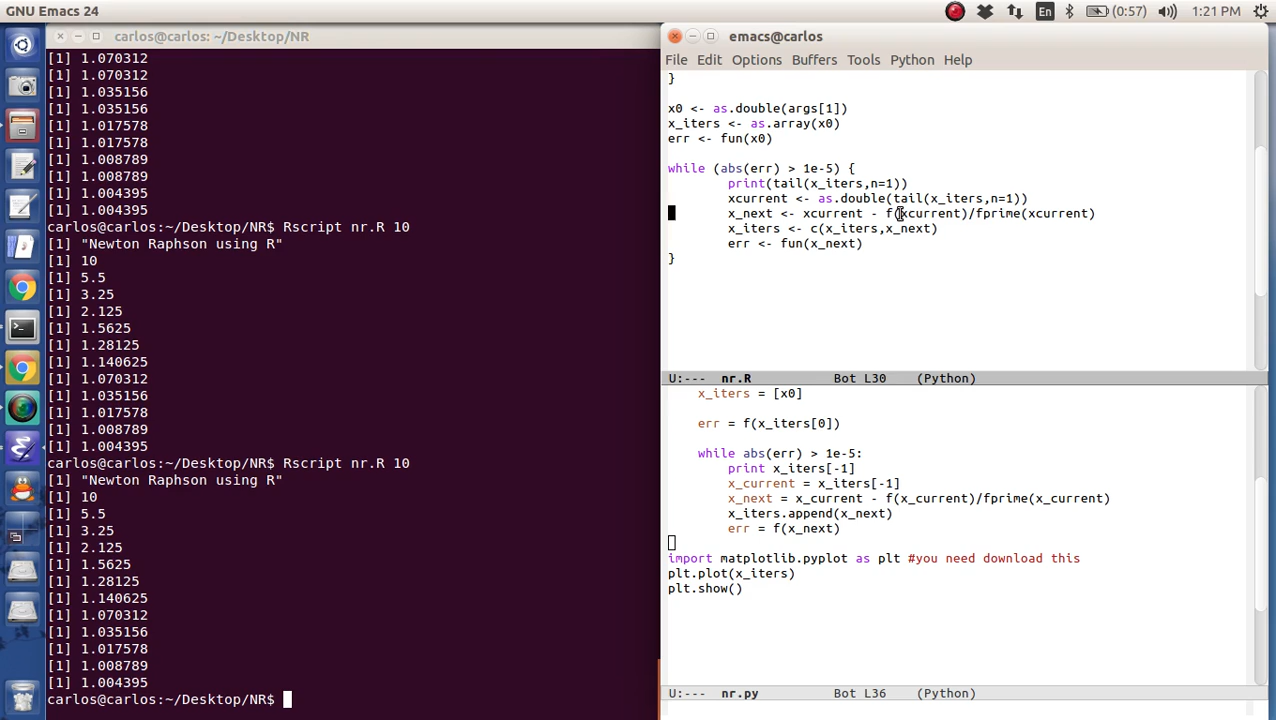 GNU Emacs 24
En
(0:57)
1:21 PM
carlos@carlos: ~/Desktop/NR
[1] 1.070312
[1] 1.070312
[1] 1.035156
[1] 1.035156
[1] 1.017578
[1] 1.017578
[1] 1.008789
[1] 1.008789
[1] 1.004395
[1] 1.004395
carlos@carlos:~/Desktop/NR$ Rscript nr.R 10
[1] "Newton Raphson using R"
[1] 10
[1] 5.5
[1] 3.25
[1] 2.125
[1] 1.5625
[1] 1.28125
[1] 1.140625
[1] 1.070312
[1] 1.035156
[1] 1.017578
[1] 1.008789
[1] 1.004395
carlos@carlos:~/Desktop/NR$ Rscript nr.R 10
[1] "Newton Raphson using R"
[1] 10
[1] 5.5
[1] 3.25
[1] 2.125
[1] 1.5625
[1] 1.28125
[1] 1.140625
[1] 1.070312
[1] 1.035156
[1] 1.017578
[1] 1.008789
[1] 1.004395
carlos@carlos:~/Desktop/NR$
emacs@carlos
File Edit Options Buffers Tools Python Help
}
x0 <- as.double(args[1])
x_iters <- as.array(x0)
err <- fun(x0)
while (abs(err) > 1e-5) {
print(tail(x_iters,n=1))
xcurrent <- as.double(tail(x_iters,n=1))
x_next <- xcurrent - f(xcurrent)/fprime(xcurrent)
x_iters <- c(x_iters,x_next)
err <- fun(x_next)
}
U:--- nr.R Bot L30 (Python)
x_iters = [x0]
err = f(x_iters[0])
while abs(err) > 1e-5:
print x_iters[-1]
x_current = x_iters[-1]
x_next = x_current - f(x_current)/fprime(x_current)
x_iters.append(x_next)
err = f(x_next)
import matplotlib.pyplot as plt #you need download this
plt.plot(x_iters)
plt.show()
U:--- nr.py Bot L36 (Python)